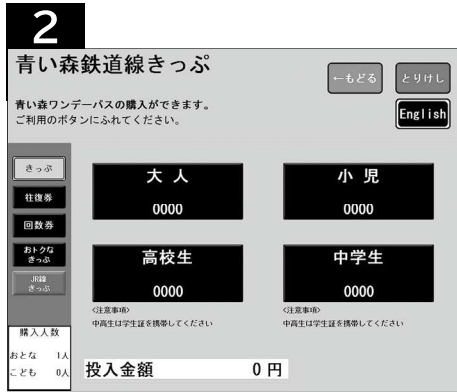 2
青い森鉄道線きっぷ
←もどる
とりけし
青い森ワンデーパスの購入ができます。
ご利用のボタンにふれてください。
English
きっぷ
往復券
回数券
おトクな
きっぷ
JR線
きっぷ
大人
0000
小児
0000
高校生
0000
中学生
0000
<注意事項>
中高生は学生証を携帯してください
<注意事項>
中高生は学生証を携帯してください
購入人数
おとな 1人
こども 0人
投入金額 0円